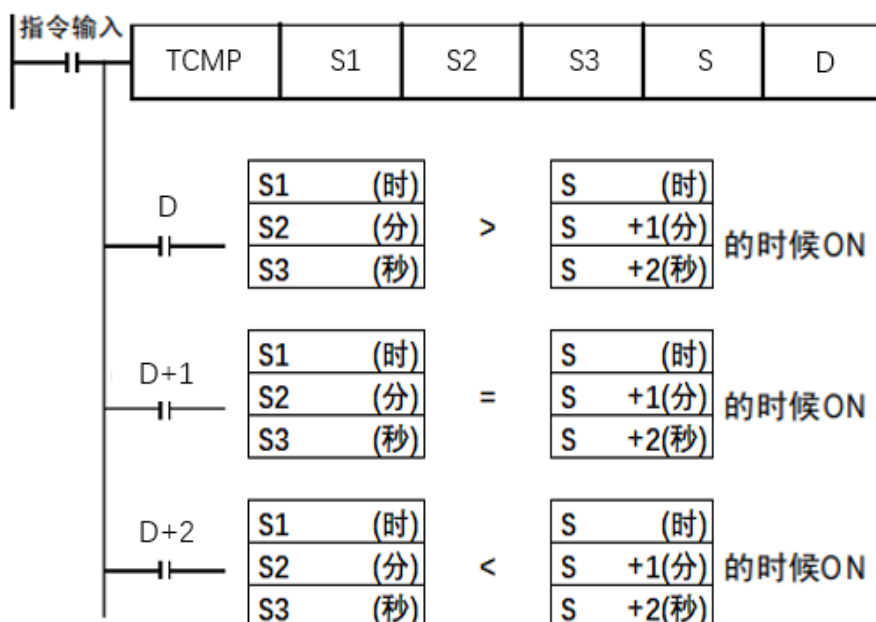 指令输入
TCMP S1 S2 S3 S D
D
S1 (时) S (时)
S2 (分) > S +1(分) 的时候ON
S3 (秒) S +2(秒)
D+1
S1 (时) S (时)
S2 (分) = S +1(分) 的时候ON
S3 (秒) S +2(秒)
D+2
S1 (时) S (时)
S2 (分) < S +1(分) 的时候ON
S3 (秒) S +2(秒)